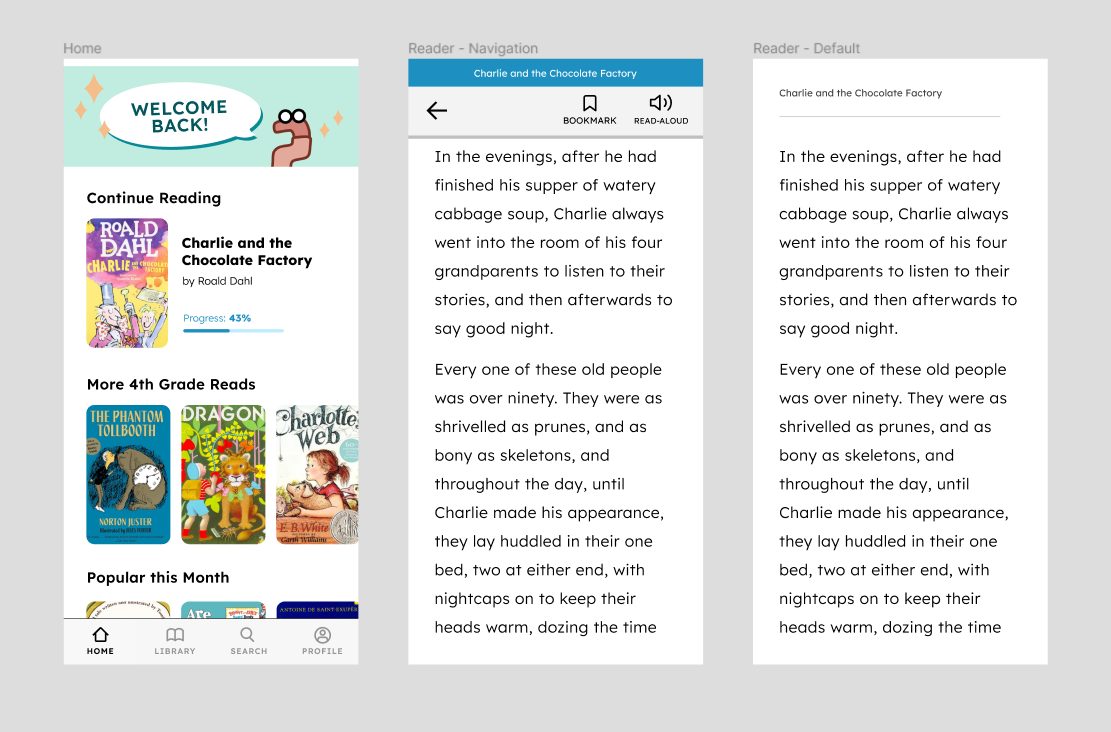 Home
WELCOME
BACK!
Continue Reading
ROALD
DAHL
CHARLIE AND THE CHOCOLATE
FACTORY
Charlie and the
Chocolate Factory
by Roald Dahl
Progress: 43%
More 4th Grade Reads
THE PHANTOM
TOLLBOOTH
NORTON JUSTER
Illustrated by JULES FEIFFER
DRAGON
Charlotte's
Web
E. B. White
Garth Williams
Popular this Month
Are
ANTOINE DE SAINT-EXUPÉR
HOME
LIBRARY
SEARCH
PROFILE
Reader - Navigation
Charlie and the Chocolate Factory
BOOKMARK
READ-ALOUD
In the evenings, after he had
finished his supper of watery
cabbage soup, Charlie always
went into the room of his four
grandparents to listen to their
stories, and then afterwards to
say good night.
Every one of these old people
was over ninety. They were as
shrivelled as prunes, and as
bony as skeletons, and
throughout the day, until
Charlie made his appearance,
they lay huddled in their one
bed, two at either end, with
nightcaps on to keep their
heads warm, dozing the time
Reader - Default
Charlie and the Chocolate Factory
In the evenings, after he had
finished his supper of watery
cabbage soup, Charlie always
went into the room of his four
grandparents to listen to their
stories, and then afterwards to
say good night.
Every one of these old people
was over ninety. They were as
shrivelled as prunes, and as
bony as skeletons, and
throughout the day, until
Charlie made his appearance,
they lay huddled in their one
bed, two at either end, with
nightcaps on to keep their
heads warm, dozing the time